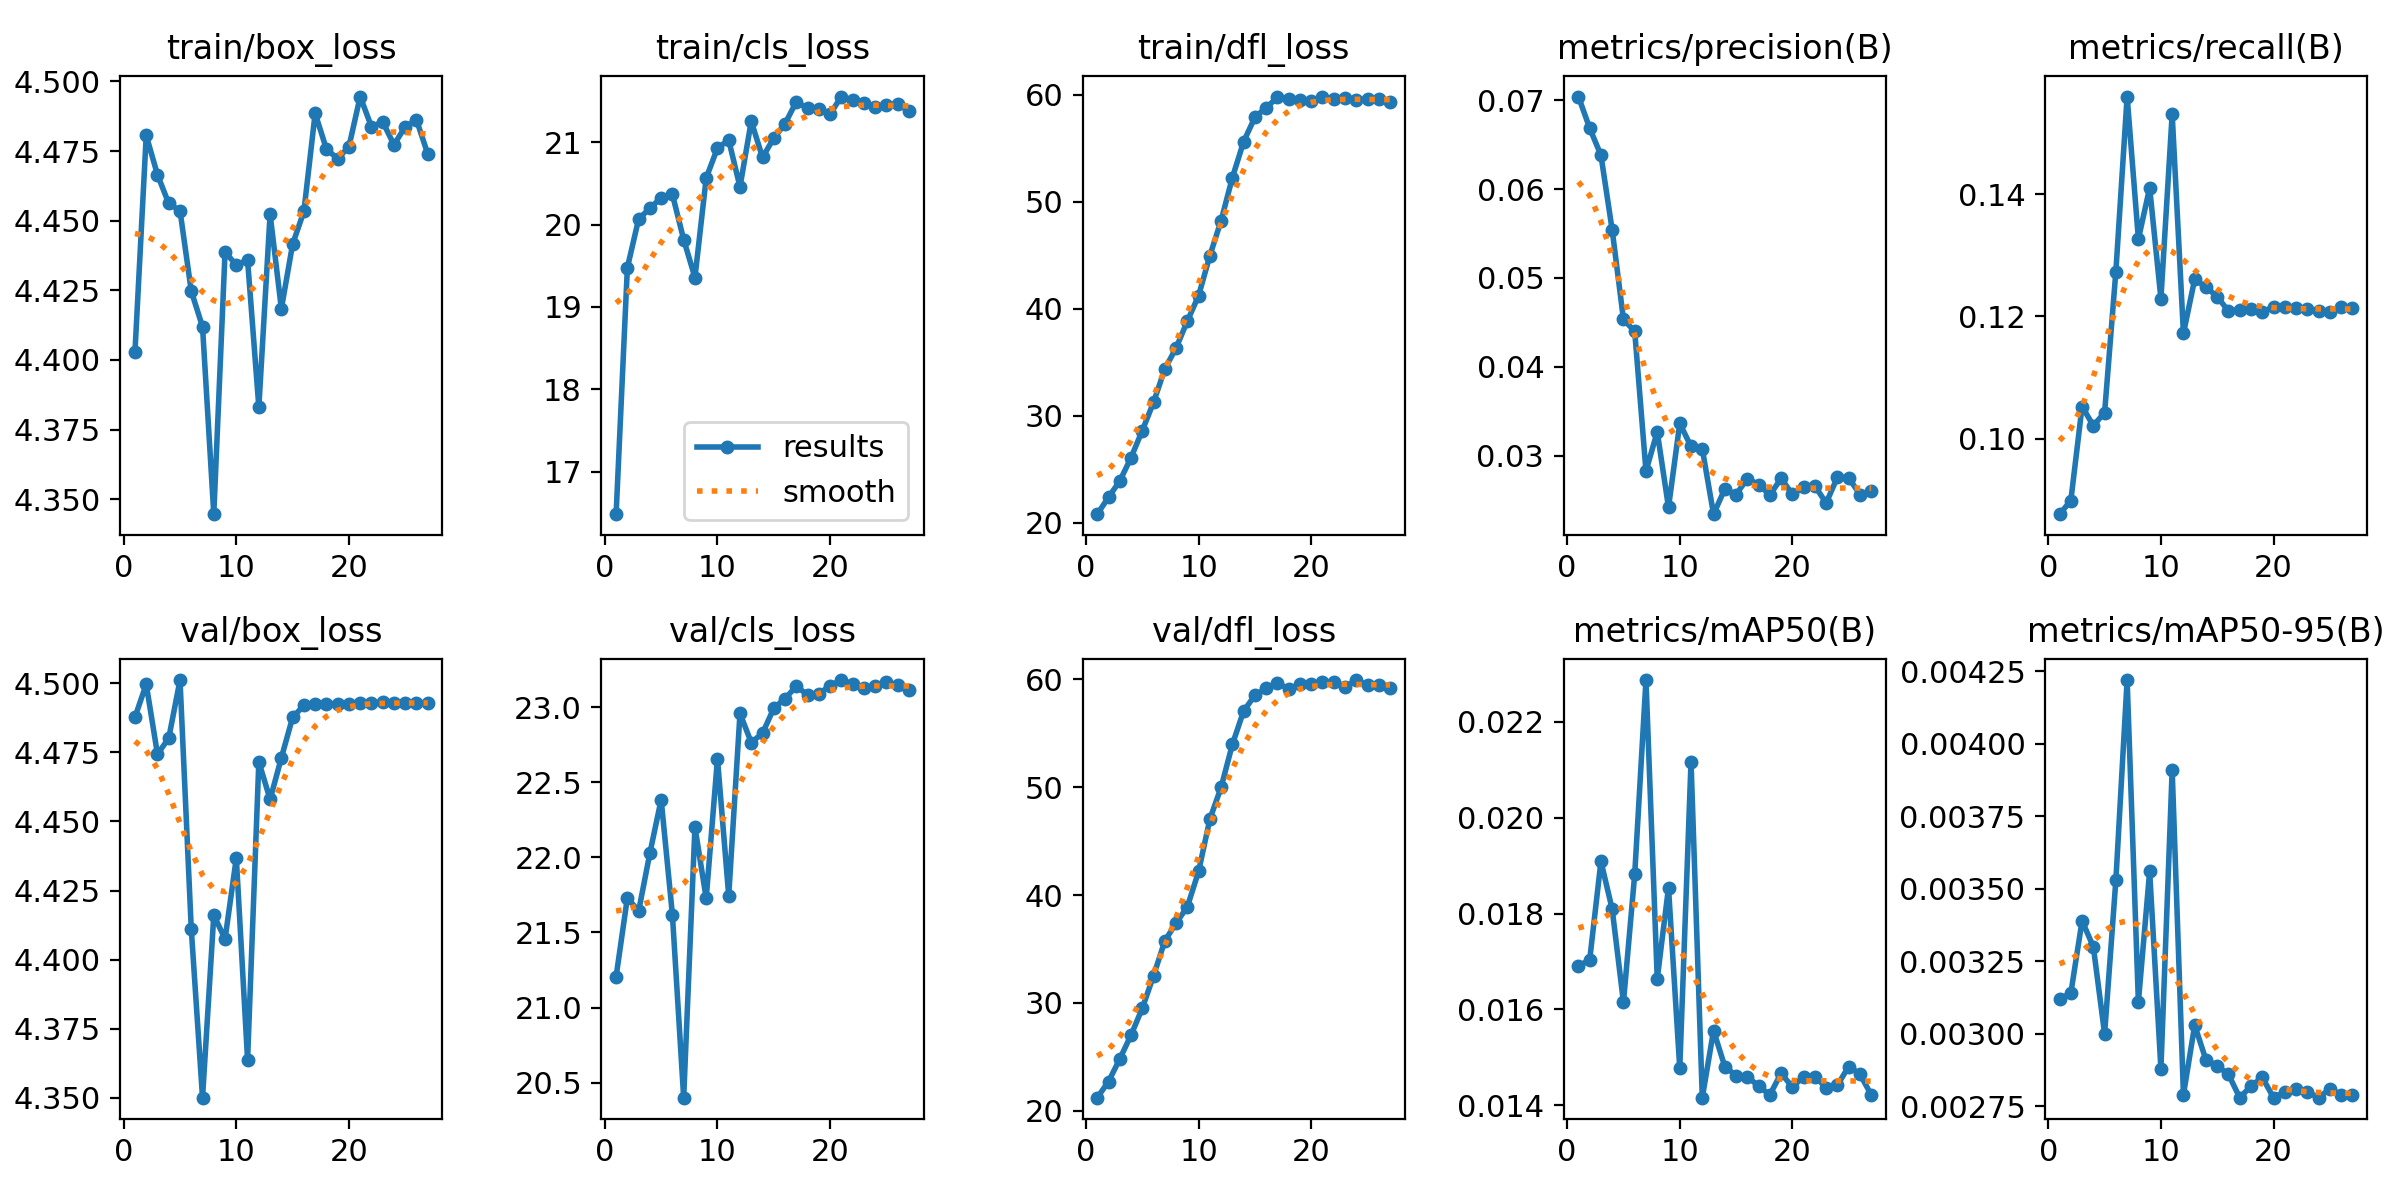 train/box_loss
4.500
4.475
4.450
4.425
4.400
4.375
4.350
0 10 20
train/cls_loss
21
20
19
18
17
0 10 20
results
smooth
train/dfl_loss
60
50
40
30
20
0 10 20
metrics/precision(B)
0.07
0.06
0.05
0.04
0.03
0 10 20
metrics/recall(B)
0.14
0.12
0.10
0 10 20
val/box_loss
4.500
4.475
4.450
4.425
4.400
4.375
4.350
0 10 20
val/cls_loss
23.0
22.5
22.0
21.5
21.0
20.5
0 10 20
val/dfl_loss
60
50
40
30
20
0 10 20
metrics/mAP50(B)
0.022
0.020
0.018
0.016
0.014
0 10 20
metrics/mAP50-95(B)
0.00425
0.00400
0.00375
0.00350
0.00325
0.00300
0.00275
0 10 20